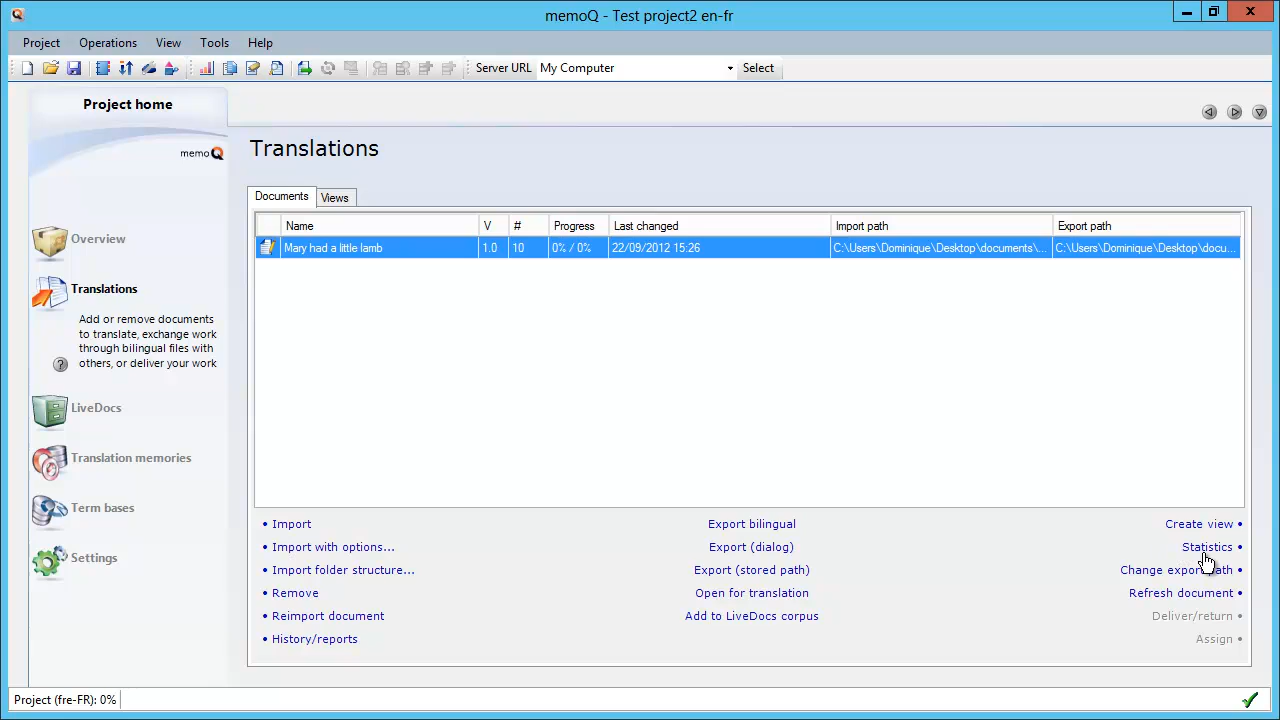 memoQ - Test project2 en-fr
Project Operations View Tools Help
Server URL My Computer Select
Project home
memoQ
Translations
Documents Views
Name V # Progress Last changed Import path Export path
Mary had a little lamb 1.0 10 0% / 0% 22/09/2012 15:26 C:\Users\Dominique\Desktop\documents\... C:\Users\Dominique\Desktop\docu...
Overview
Translations
Add or remove documents
to translate, exchange work
through bilingual files with
others, or deliver your work
?
LiveDocs
Translation memories
Term bases
Settings
• Import Export bilingual Create view •
• Import with options... Export (dialog) Statistics •
• Import folder structure... Export (stored path) Change export path •
• Remove Open for translation Refresh document •
• Reimport document Add to LiveDocs corpus Deliver/return •
• History/reports Assign •
Project (fre-FR): 0%